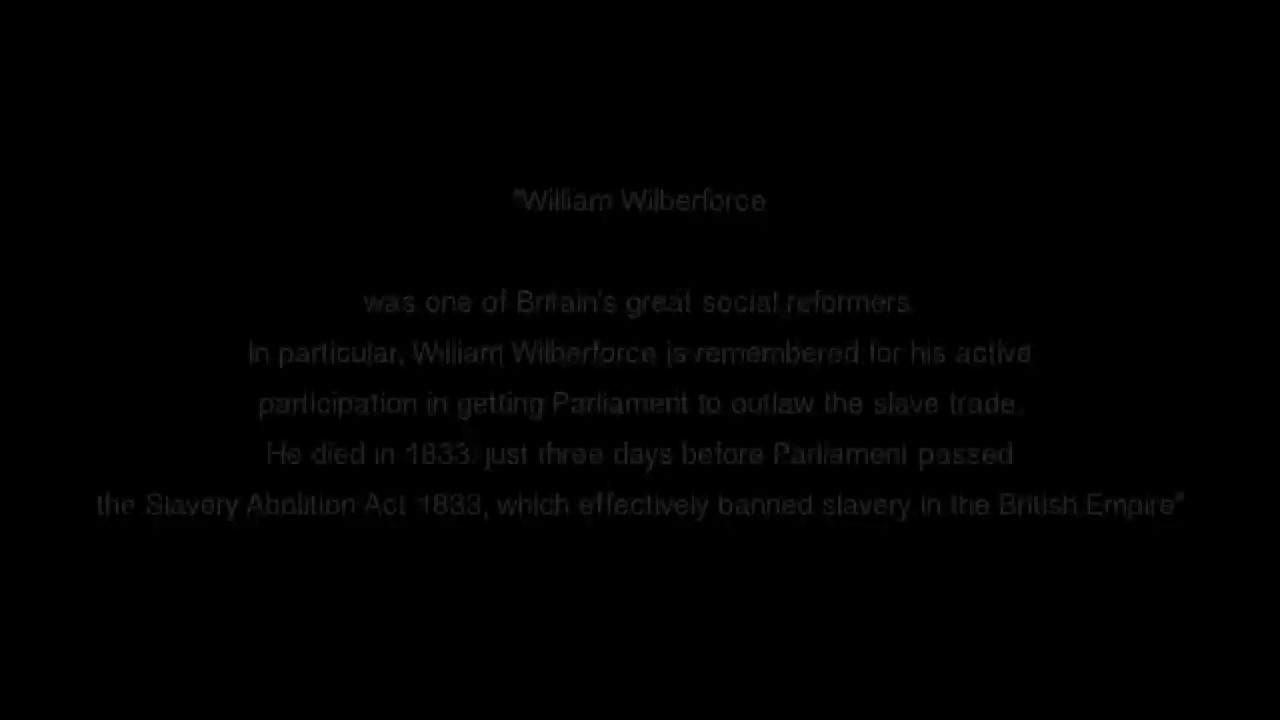 "William Wilberforce
was one of Britain's great social reformers.
In particular, William Wilberforce is remembered for his active
participation in getting Parliament to outlaw the slave trade.
He died in 1833, just three days before Parliament passed
the Slavery Abolition Act 1833, which effectively banned slavery in the British Empire"